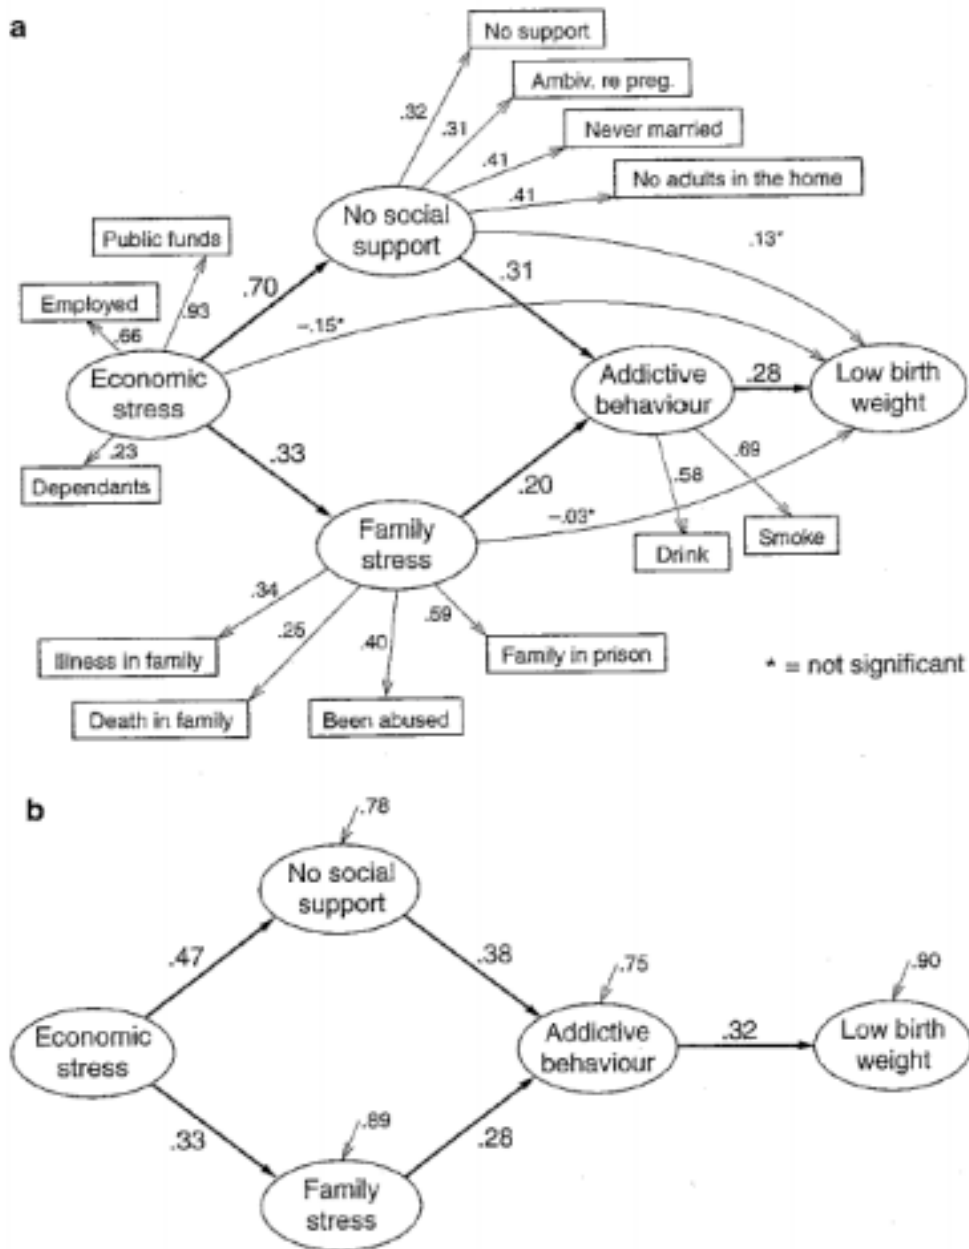 a
No support
Ambiv. re preg.
.32
.31
Never married
.41
No adults in the home
.41
No social
support
.13*
Public funds
.31
.70
Employed
.93
-.15*
.66
Economic
stress
Addictive
behaviour
.28
Low birth
weight
.23
.33
.69
Dependants
.20
.58
-.03*
Family
stress
Smoke
Drink
.34
.25
.59
.40
Illness in family
Family in prison
* = not significant
Death in family
Been abused
b
.78
No social
support
.47
.38
.75
.90
Economic
stress
Addictive
behaviour
.32
Low birth
weight
.33
.89
.28
Family
stress